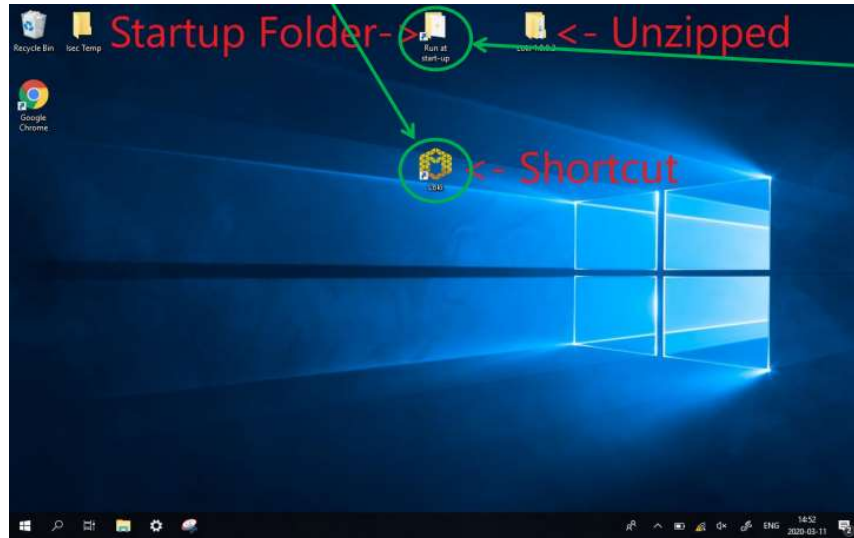 Recycle Bin
Isec Temp
Startup Folder->
Run at
start-up
<- Unzipped
Google
Chrome
<- Shortcut
ENG
14:52
2020-03-11
2